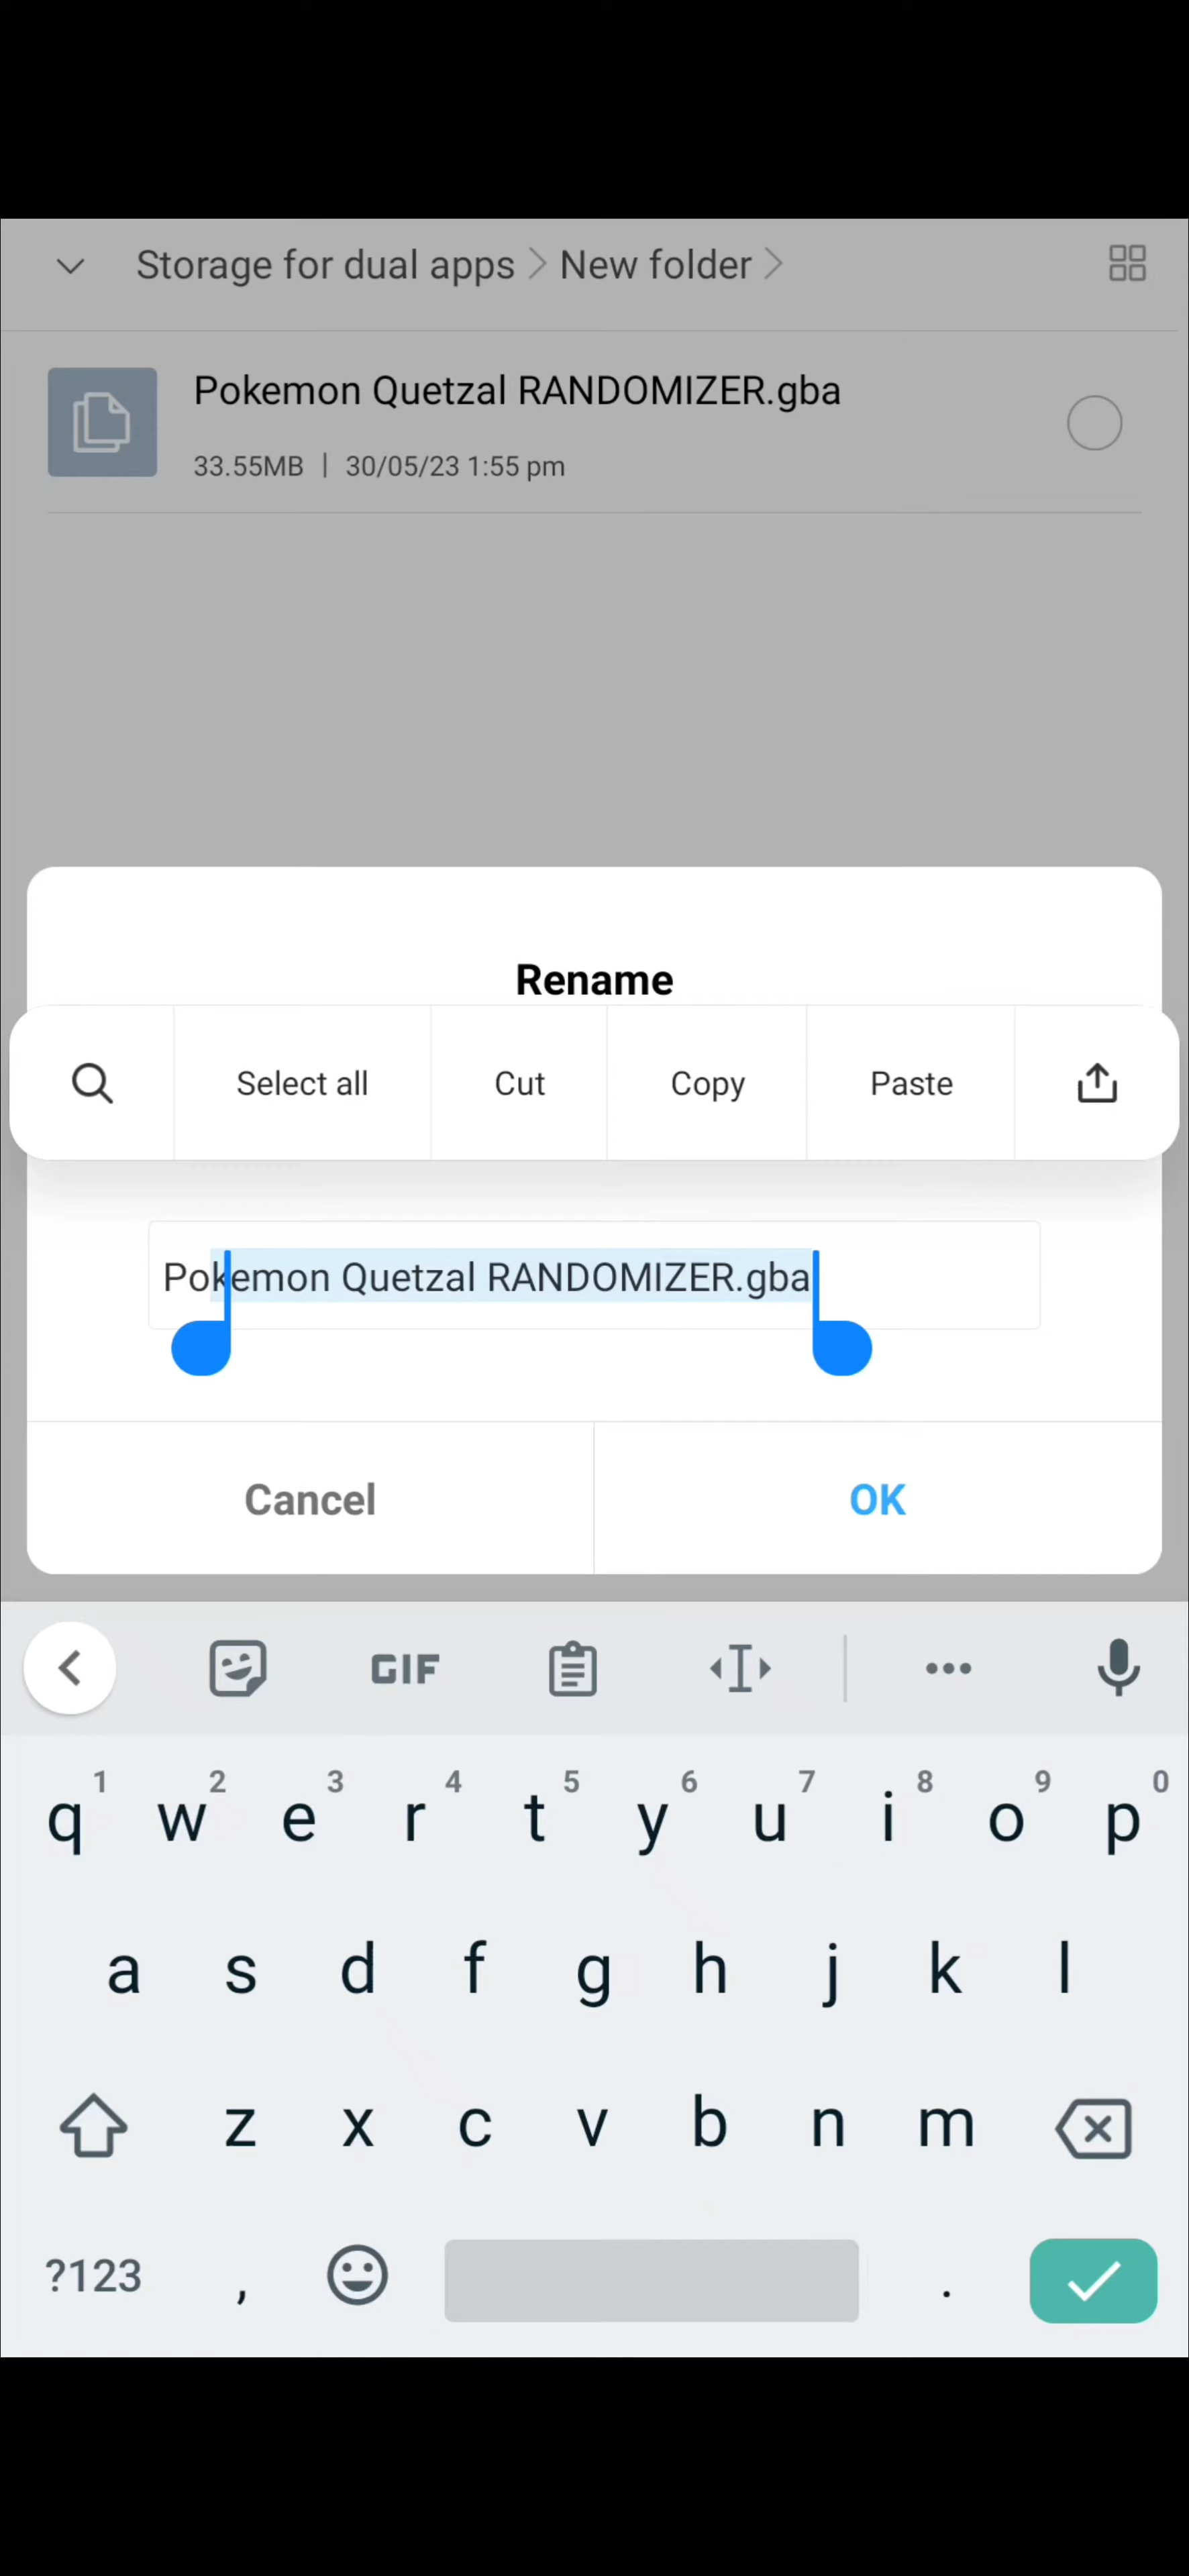 Storage for dual apps > New folder >
Pokemon Quetzal RANDOMIZER.gba
33.55MB | 30/05/23 1:55 pm
Rename
Select all Cut Copy Paste
Pokemon Quetzal RANDOMIZER.gba
Cancel OK
GIF
1 2 3 4 5 6 7 8 9 0
q w e r t y u i o p
a s d f g h j k l
z x c v b n m
?123 , .